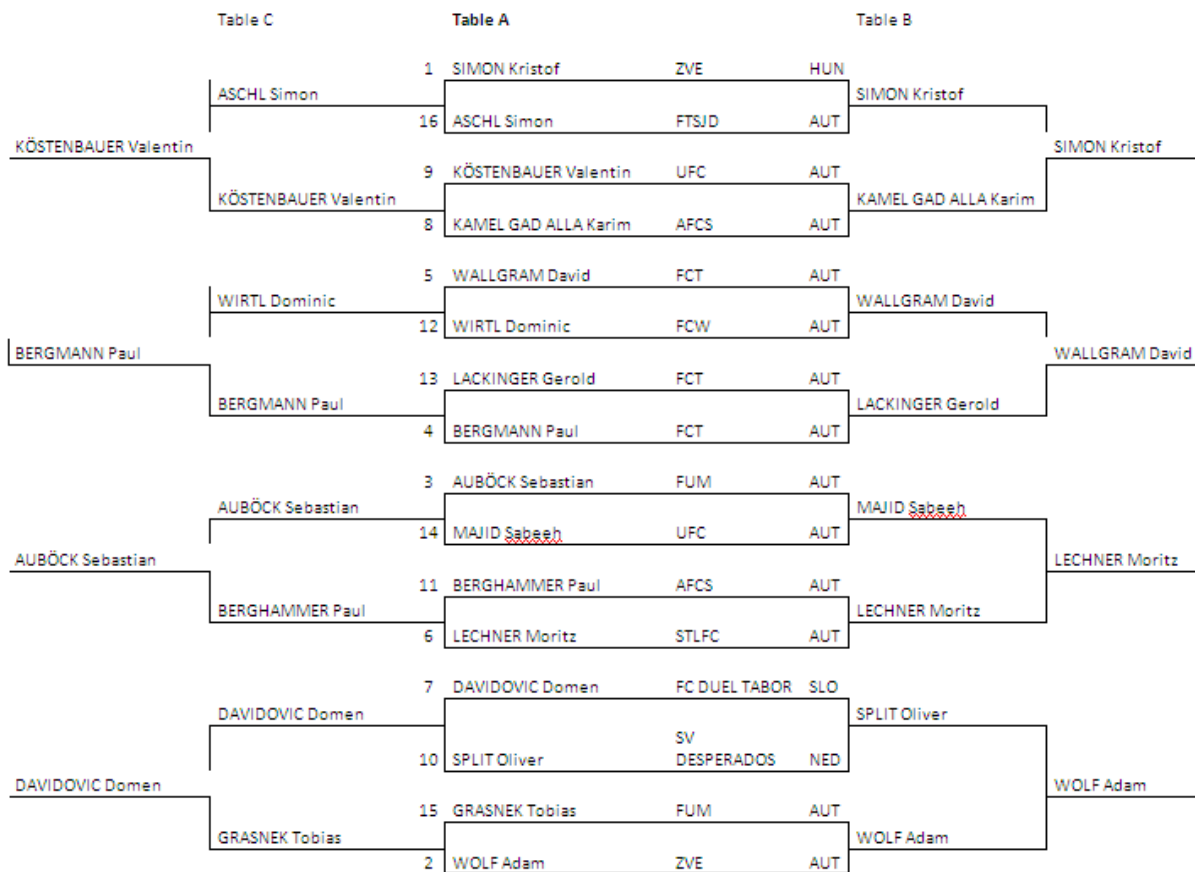 Table C Table A Table B
1 SIMON Kristof ZVE HUN
ASCHL Simon SIMON Kristof
16 ASCHL Simon FTSJD AUT
KÖSTENBAUER Valentin SIMON Kristof
9 KÖSTENBAUER Valentin UFC AUT
KÖSTENBAUER Valentin KAMEL GAD ALLA Karim
8 KAMEL GAD ALLA Karim AFCS AUT
5 WALLGRAM David FCT AUT
WIRTL Dominic WALLGRAM David
12 WIRTL Dominic FCW AUT
BERGMANN Paul WALLGRAM David
13 LACKINGER Gerold FCT AUT
BERGMANN Paul LACKINGER Gerold
4 BERGMANN Paul FCT AUT
3 AUBÖCK Sebastian FUM AUT
AUBÖCK Sebastian MAJID Sabeeh
14 MAJID Sabeeh UFC AUT
AUBÖCK Sebastian LECHNER Moritz
11 BERGHAMMER Paul AFCS AUT
BERGHAMMER Paul LECHNER Moritz
6 LECHNER Moritz STLFC AUT
7 DAVIDOVIC Domen FC DUEL TABOR SLO
DAVIDOVIC Domen SPLIT Oliver
SV
10 SPLIT Oliver DESPERADOS NED
DAVIDOVIC Domen WOLF Adam
15 GRASNEK Tobias FUM AUT
GRASNEK Tobias WOLF Adam
2 WOLF Adam ZVE AUT